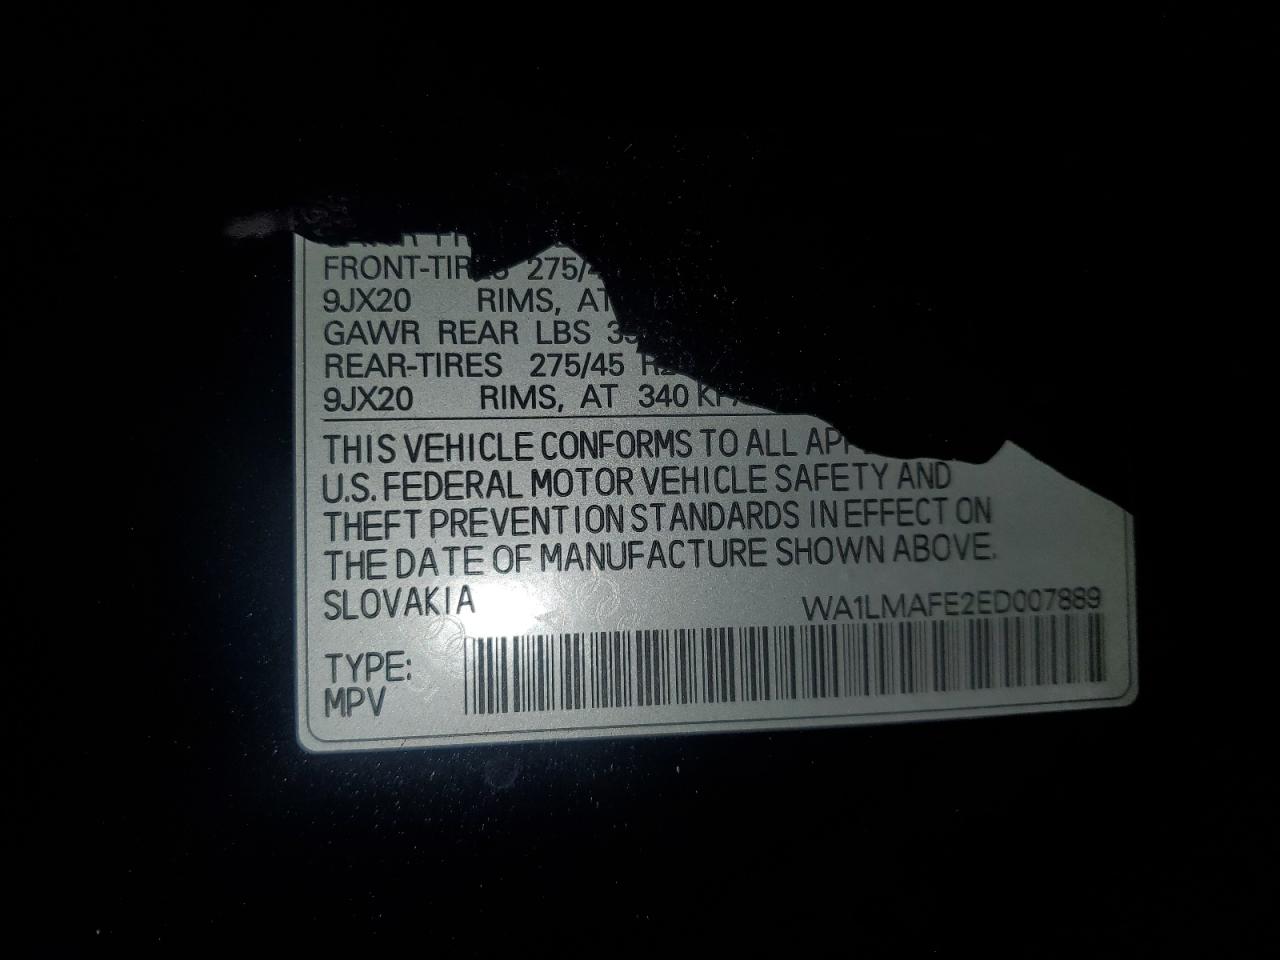 FRONT-TIRES 275/4
9JX20 RIMS, AT
GAWR REAR LBS
REAR-TIRES 275/45
9JX20 RIMS, AT 340
THIS VEHICLE CONFORMS TO ALL
U.S. FEDERAL MOTOR VEHICLE SAFETY AND
THEFT PREVENTION STANDARDS IN EFFECT ON
THE DATE OF MANUFACTURE SHOWN ABOVE.
SLOVAKIA WA1LMAFE2ED007889
TYPE:
MPV